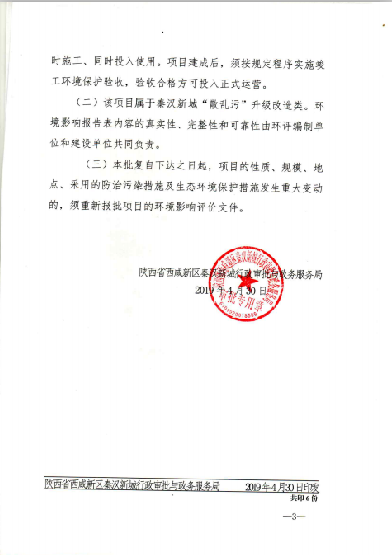 时施工、同时投入使用。项目建成后，须按规定程序实施竣
工环境保护验收，验收合格方可投入正式运营。
（二）该项目属于秦汉新城“散乱污”升级改造类。环
境影响报告表内容的真实性、完整性和可靠性由环评编制单
位和建设单位共同负责。
（三）本批复自下达之日起，项目的性质、规模、地
点、采用的防治污染措施及生态环境保护措施发生重大变动
的，须重新报批项目的环境影响评价文件。
陕西省西咸新区秦汉新城行政审批与政务服务局
2019年4月30日
审批专用章
陕西省西咸新区秦汉新城行政审批与政务服务局 2019年4月30日印发
共印6份
—3—